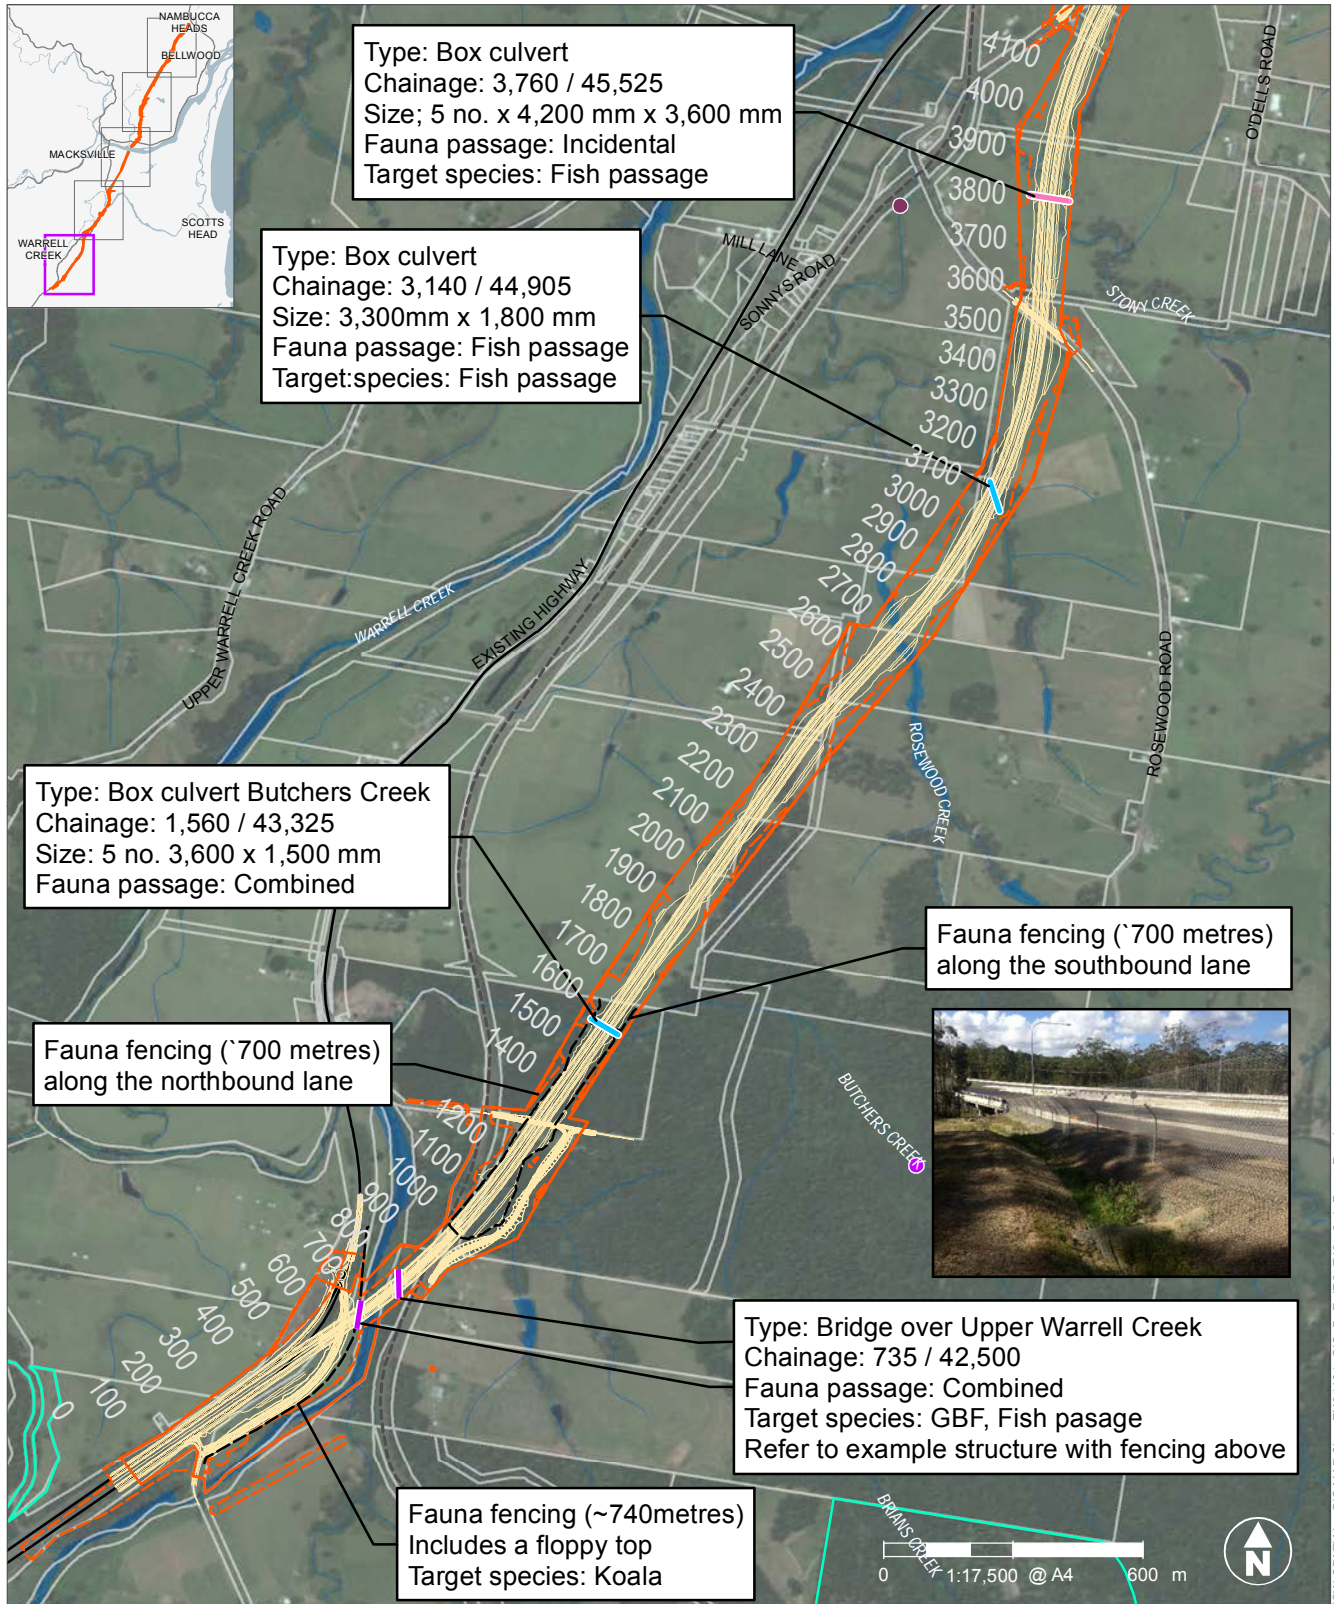 NAMBUCCA
HEADS
BELLWOOD
MACKSVILLE
SCOTTS
HEAD
WARRELL
CREEK
Type: Box culvert
Chainage: 3,760 / 45,525
Size; 5 no. x 4,200 mm x 3,600 mm
Fauna passage: Incidental
Target species: Fish passage
Type: Box culvert
Chainage: 3,140 / 44,905
Size: 3,300mm x 1,800 mm
Fauna passage: Fish passage
Target:species: Fish passage
O'DELLS ROAD
MILL LANE
SONNYS ROAD
STONY CREEK
4100
4000
3900
3800
3700
3600
3500
3400
3300
3200
3100
3000
2900
2800
2700
2600
2500
2400
2300
2200
2100
2000
1900
1800
1700
1600
1500
1400
1200
1100
1000
900
800
700
600
500
400
300
200
100
0
UPPER WARRELL CREEK ROAD
WARRELL CREEK
EXISTING HIGHWAY
ROSEWOOD ROAD
ROSEWOOD CREEK
Type: Box culvert Butchers Creek
Chainage: 1,560 / 43,325
Size: 5 no. 3,600 x 1,500 mm
Fauna passage: Combined
Fauna fencing (`700 metres)
along the southbound lane
Fauna fencing (`700 metres)
along the northbound lane
BUTCHERS CREEK
Type: Bridge over Upper Warrell Creek
Chainage: 735 / 42,500
Fauna passage: Combined
Target species: GBF, Fish pasage
Refer to example structure with fencing above
Fauna fencing (~740metres)
Includes a floppy top
Target species: Koala
BRIANS CREEK
0 1:17,500 @ A4 600 m
N